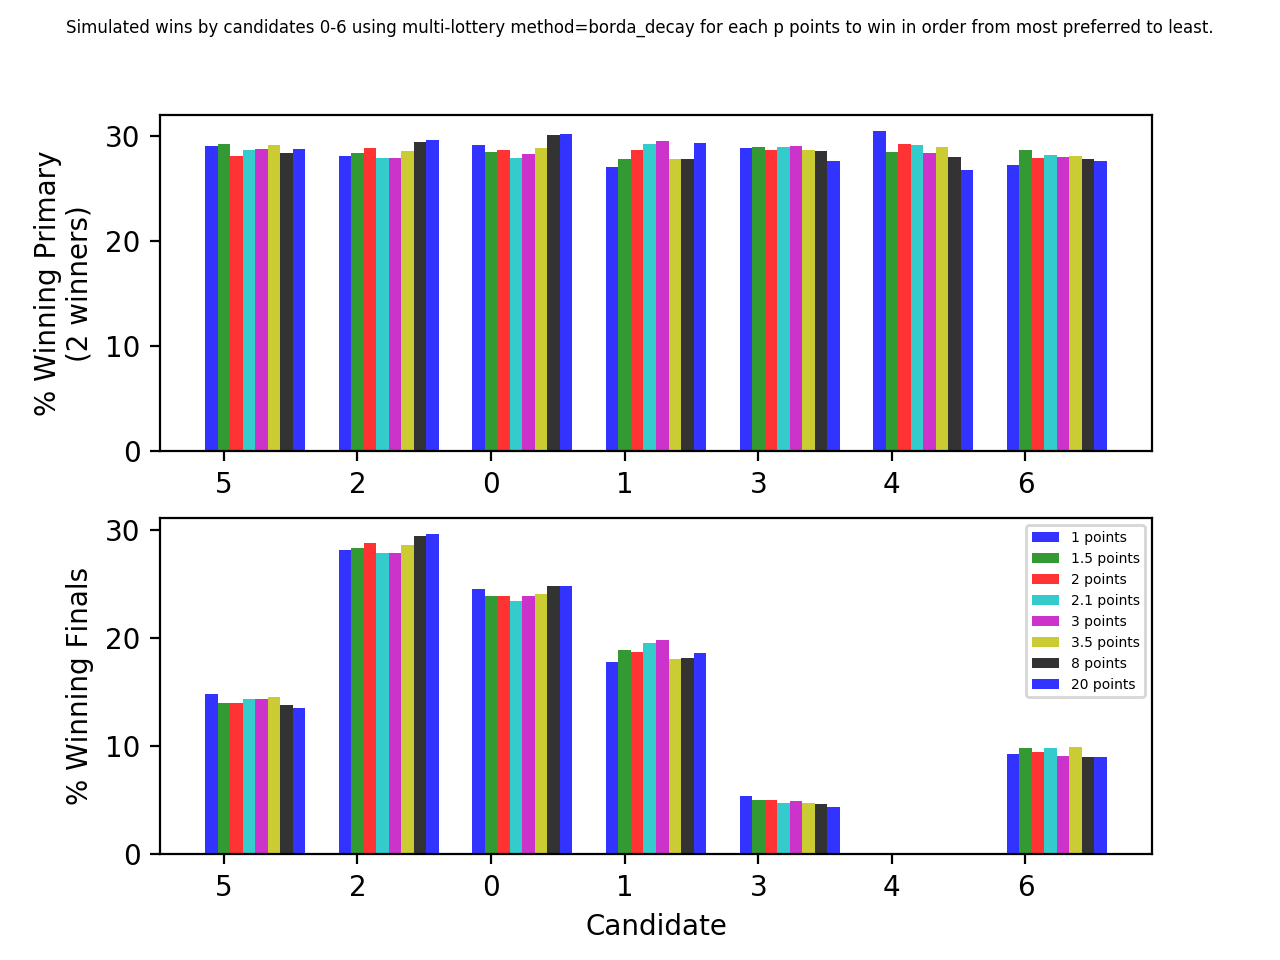 Simulated wins by candidates 0-6 using multi-lottery method=borda_decay for each p points to win in order from most preferred to least.
% Winning Primary
(2 winners)
30
20
10
0
5 2 0 1 3 4 6
% Winning Finals
30
20
10
0
1 points
1.5 points
2 points
2.1 points
3 points
3.5 points
8 points
20 points
5 2 0 1 3 4 6
Candidate